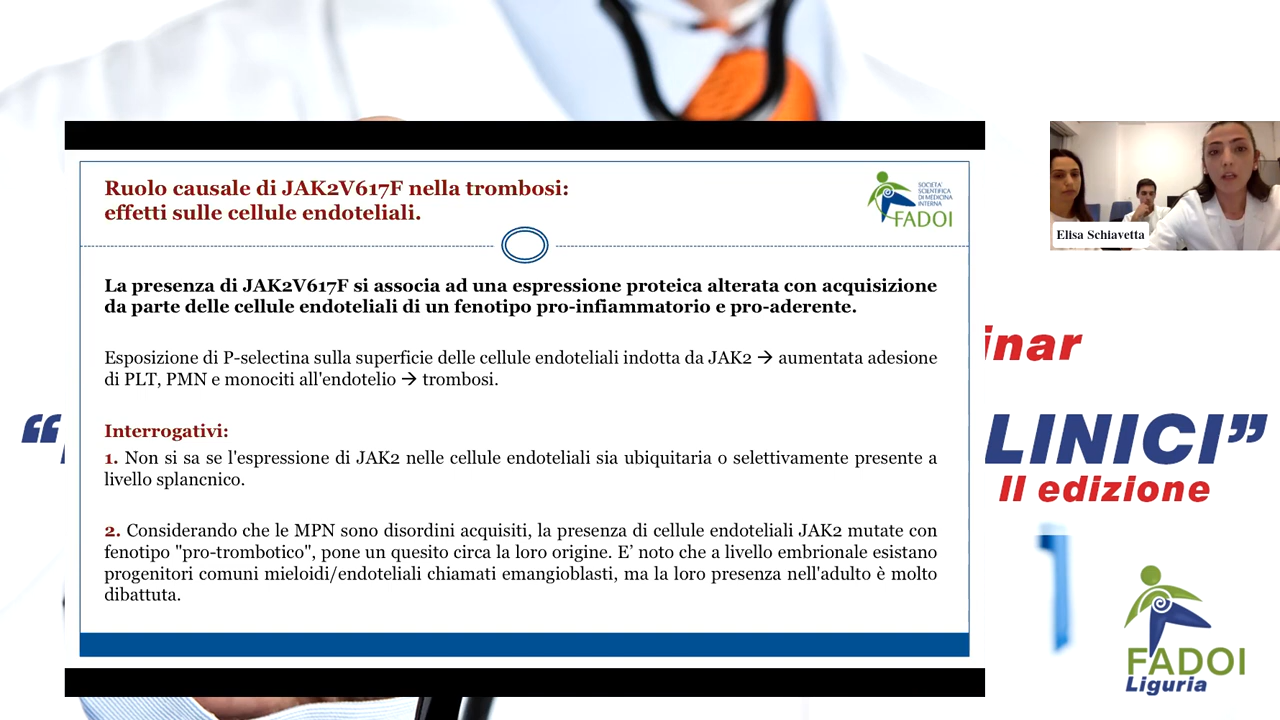 Ruolo causale di JAK2V617F nella trombosi:
effetti sulle cellule endoteliali.
SOCIETA'
SCIENTIFICA
DI MEDICINA
INTERNA
FADOI
La presenza di JAK2V617F si associa ad una espressione proteica alterata con acquisizione
da parte delle cellule endoteliali di un fenotipo pro-infiammatorio e pro-aderente.
Esposizione di P-selectina sulla superficie delle cellule endoteliali indotta da JAK2 → aumentata adesione
di PLT, PMN e monociti all'endotelio → trombosi.
Interrogativi:
1. Non si sa se l'espressione di JAK2 nelle cellule endoteliali sia ubiquitaria o selettivamente presente a
livello splancnico.
2. Considerando che le MPN sono disordini acquisiti, la presenza di cellule endoteliali JAK2 mutate con
fenotipo "pro-trombotico", pone un quesito circa la loro origine. E' noto che a livello embrionale esistano
progenitori comuni mieloidi/endoteliali chiamati emangioblasti, ma la loro presenza nell'adulto è molto
dibattuta.
Elisa Schiavetta
inar
“
LINICI”
II edizione
FADOI
Liguria